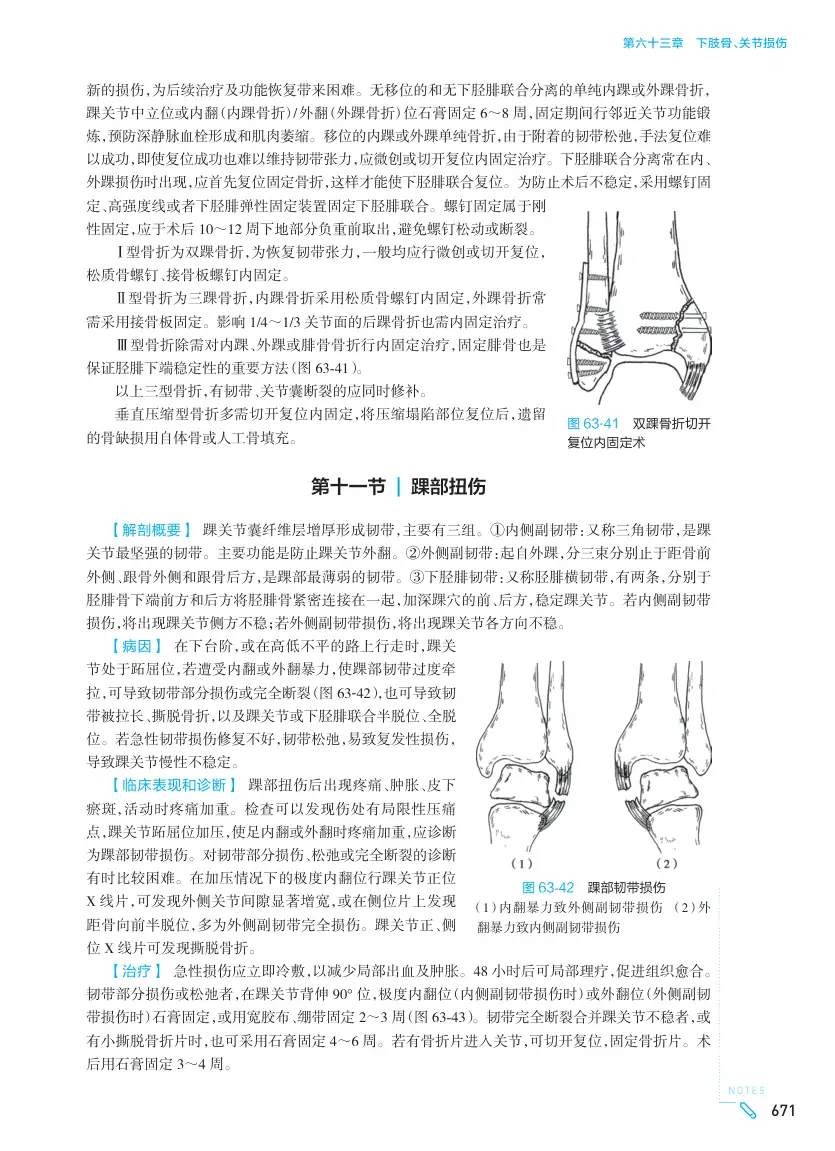 第六十三章 下肢骨、关节损伤
新的损伤，为后续治疗及功能恢复带来困难。无移位的和无下胫腓联合分离的单纯内踝或外踝骨折，
踝关节中立位或内翻（内踝骨折）/外翻（外踝骨折）位石膏固定 6～8 周，固定期间行邻近关节功能锻
炼，预防深静脉血栓形成和肌肉萎缩。移位的内踝或外踝单纯骨折，由于附着的韧带松弛，手法复位难
以成功，即使复位成功也难以维持韧带张力，应微创或切开复位内固定治疗。下胫腓联合分离常在内、
外踝损伤时出现，应首先复位固定骨折，这样才能使下胫腓联合复位。为防止术后不稳定，采用螺钉固
定、高强度线或者下胫腓弹性固定装置固定下胫腓联合。螺钉固定属于刚
性固定，应于术后 10～12 周下地部分负重前取出，避免螺钉松动或断裂。
Ⅰ型骨折为双踝骨折，为恢复韧带张力，一般均应行微创或切开复位，
松质骨螺钉、接骨板螺钉内固定。
Ⅱ型骨折为三踝骨折，内踝骨折采用松质骨螺钉内固定，外踝骨折常
需采用接骨板固定。影响 1/4～1/3 关节面的后踝骨折也需内固定治疗。
Ⅲ型骨折除需对内踝、外踝或腓骨骨折行内固定治疗，固定腓骨也是
保证胫腓下端稳定性的重要方法（图 63-41）。
以上三型骨折，有韧带、关节囊断裂的应同时修补。
垂直压缩型骨折多需切开复位内固定，将压缩塌陷部位复位后，遗留
的骨缺损用自体骨或人工骨填充。
图 63-41 双踝骨折切开
复位内固定术
第十一节 | 踝部扭伤
【解剖概要】 踝关节囊纤维层增厚形成韧带，主要有三组。①内侧副韧带：又称三角韧带，是踝
关节最坚强的韧带。主要功能是防止踝关节外翻。②外侧副韧带：起自外踝，分三束分别止于距骨前
外侧、跟骨外侧和跟骨后方，是踝部最薄弱的韧带。③下胫腓韧带：又称胫腓横韧带，有两条，分别于
胫腓骨下端前方和后方将胫腓骨紧密连接在一起，加深踝穴的前、后方，稳定踝关节。若内侧副韧带
损伤，将出现踝关节侧方不稳；若外侧副韧带损伤，将出现踝关节各方向不稳。
【病因】 在下台阶，或在高低不平的路上行走时，踝关
节处于跖屈位，若遭受内翻或外翻暴力，使踝部韧带过度牵
拉，可导致韧带部分损伤或完全断裂（图 63-42），也可导致韧
带被拉长、撕脱骨折，以及踝关节或下胫腓联合半脱位、全脱
位。若急性韧带损伤修复不好，韧带松弛，易致复发性损伤，
导致踝关节慢性不稳定。
【临床表现和诊断】 踝部扭伤后出现疼痛、肿胀、皮下
瘀斑，活动时疼痛加重。检查可以发现伤处有局限性压痛
点，踝关节跖屈位加压，使足内翻或外翻时疼痛加重，应诊断
为踝部韧带损伤。对韧带部分损伤、松弛或完全断裂的诊断
有时比较困难。在加压情况下的极度内翻位行踝关节正位
X 线片，可发现外侧关节间隙显著增宽，或在侧位片上发现
距骨向前半脱位，多为外侧副韧带完全损伤。踝关节正、侧
位 X 线片可发现撕脱骨折。
（1） （2）
图 63-42 踝部韧带损伤
（1）内翻暴力致外侧副韧带损伤 （2）外
翻暴力致内侧副韧带损伤
【治疗】 急性损伤应立即冷敷，以减少局部出血及肿胀。48 小时后可局部理疗，促进组织愈合。
韧带部分损伤或松弛者，在踝关节背伸 90° 位，极度内翻位（内侧副韧带损伤时）或外翻位（外侧副韧
带损伤时）石膏固定，或用宽胶布、绷带固定 2～3 周（图 63-43）。韧带完全断裂合并踝关节不稳者，或
有小撕脱骨折片时，也可采用石膏固定 4～6 周。若有骨折片进入关节，可切开复位，固定骨折片。术
后用石膏固定 3～4 周。
NOTES
671